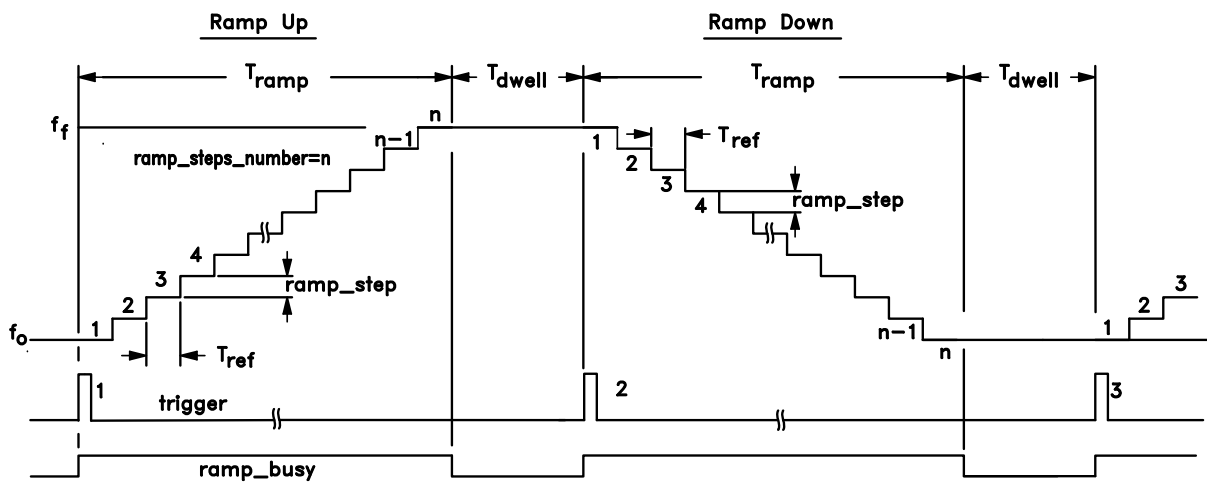 Ramp Up Ramp Down
T_ramp T_dwell T_ramp T_dwell
f_f n 1 T_ref
n-1 2
ramp_steps_number=n 3
4 ramp_step
4
3 ramp_step 3
2 n-1 2
f_o 1 n 1
T_ref
1 trigger 2 3
ramp_busy